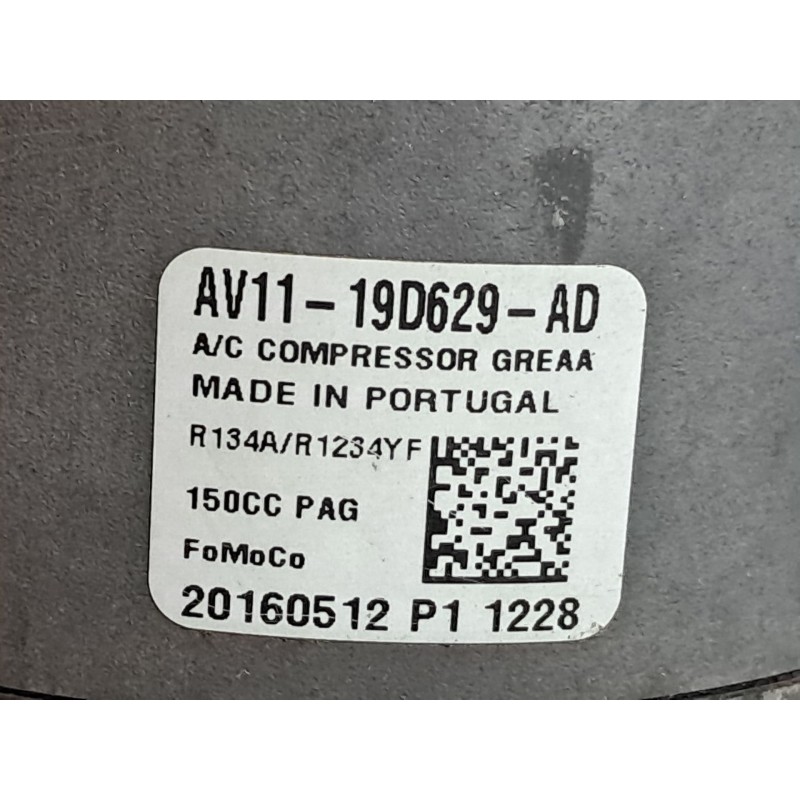 AV11-19D629-AD
A/C COMPRESSOR GREAA
MADE IN PORTUGAL
R134A/R1234YF
150CC PAG
FoMoCo
20160512 P1 1228